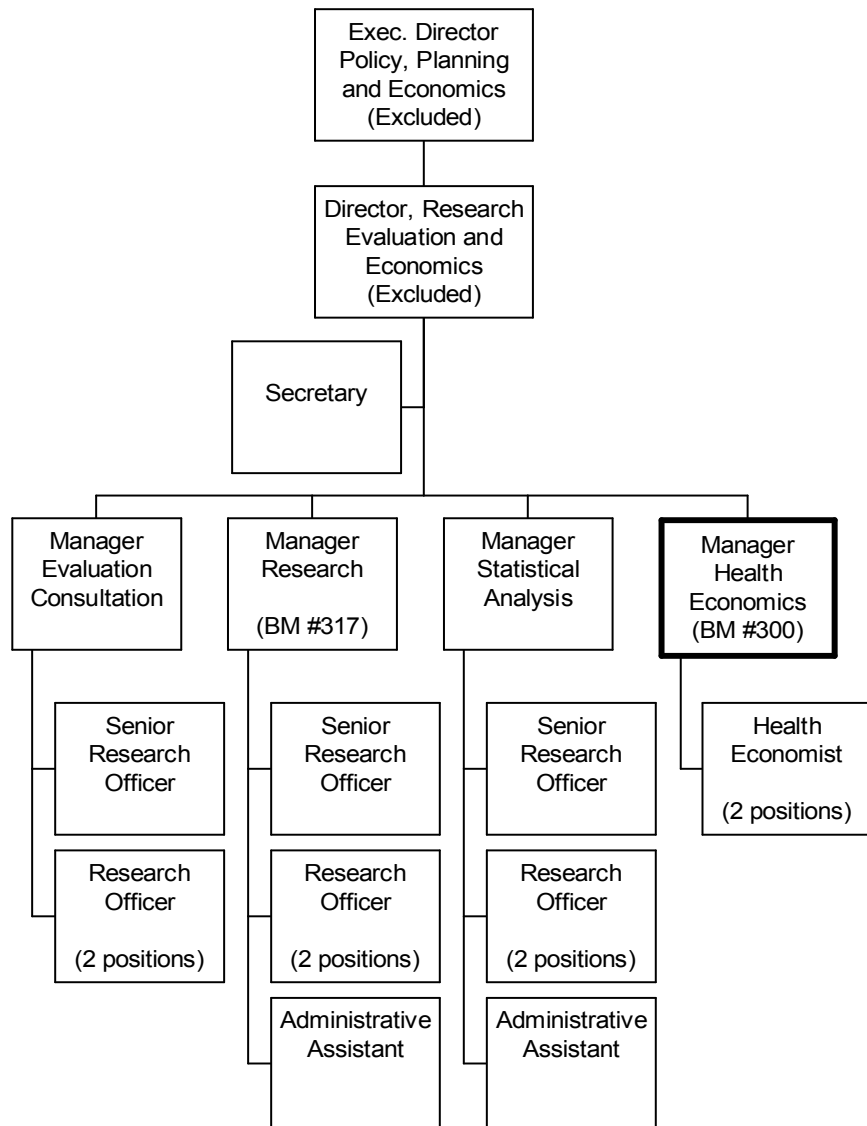 Exec. Director
Policy, Planning
and Economics
(Excluded)
Director, Research
Evaluation and
Economics
(Excluded)
Secretary
Manager
Evaluation
Consultation
Manager
Research
(BM #317)
Manager
Statistical
Analysis
Manager
Health
Economics
(BM #300)
Senior
Research
Officer
Senior
Research
Officer
Senior
Research
Officer
Health
Economist
(2 positions)
Research
Officer
(2 positions)
Research
Officer
(2 positions)
Research
Officer
(2 positions)
Administrative
Assistant
Administrative
Assistant